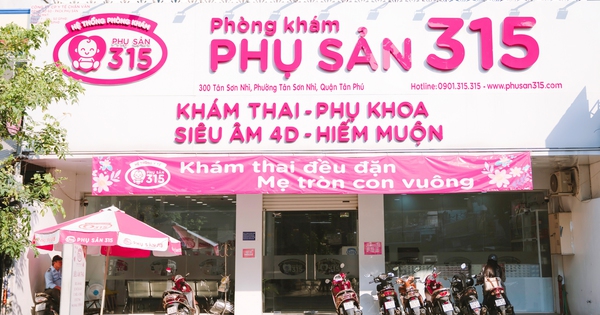 HỆ THỐNG PHÒNG KHÁM
PHỤ SẢN
315
Phòng khám
PHỤ SẢN 315
300 Tân Sơn Nhì, Phường Tân Sơn Nhì, Quận Tân Phú
Hotline: 0901.315.315 - www.phusan315.com
KHÁM THAI - PHỤ KHOA
SIÊU ÂM 4D - HIẾM MUỘN
315
Khám thai đều đặn
Mẹ tròn con vuông
315
PHỤ SẢN 315